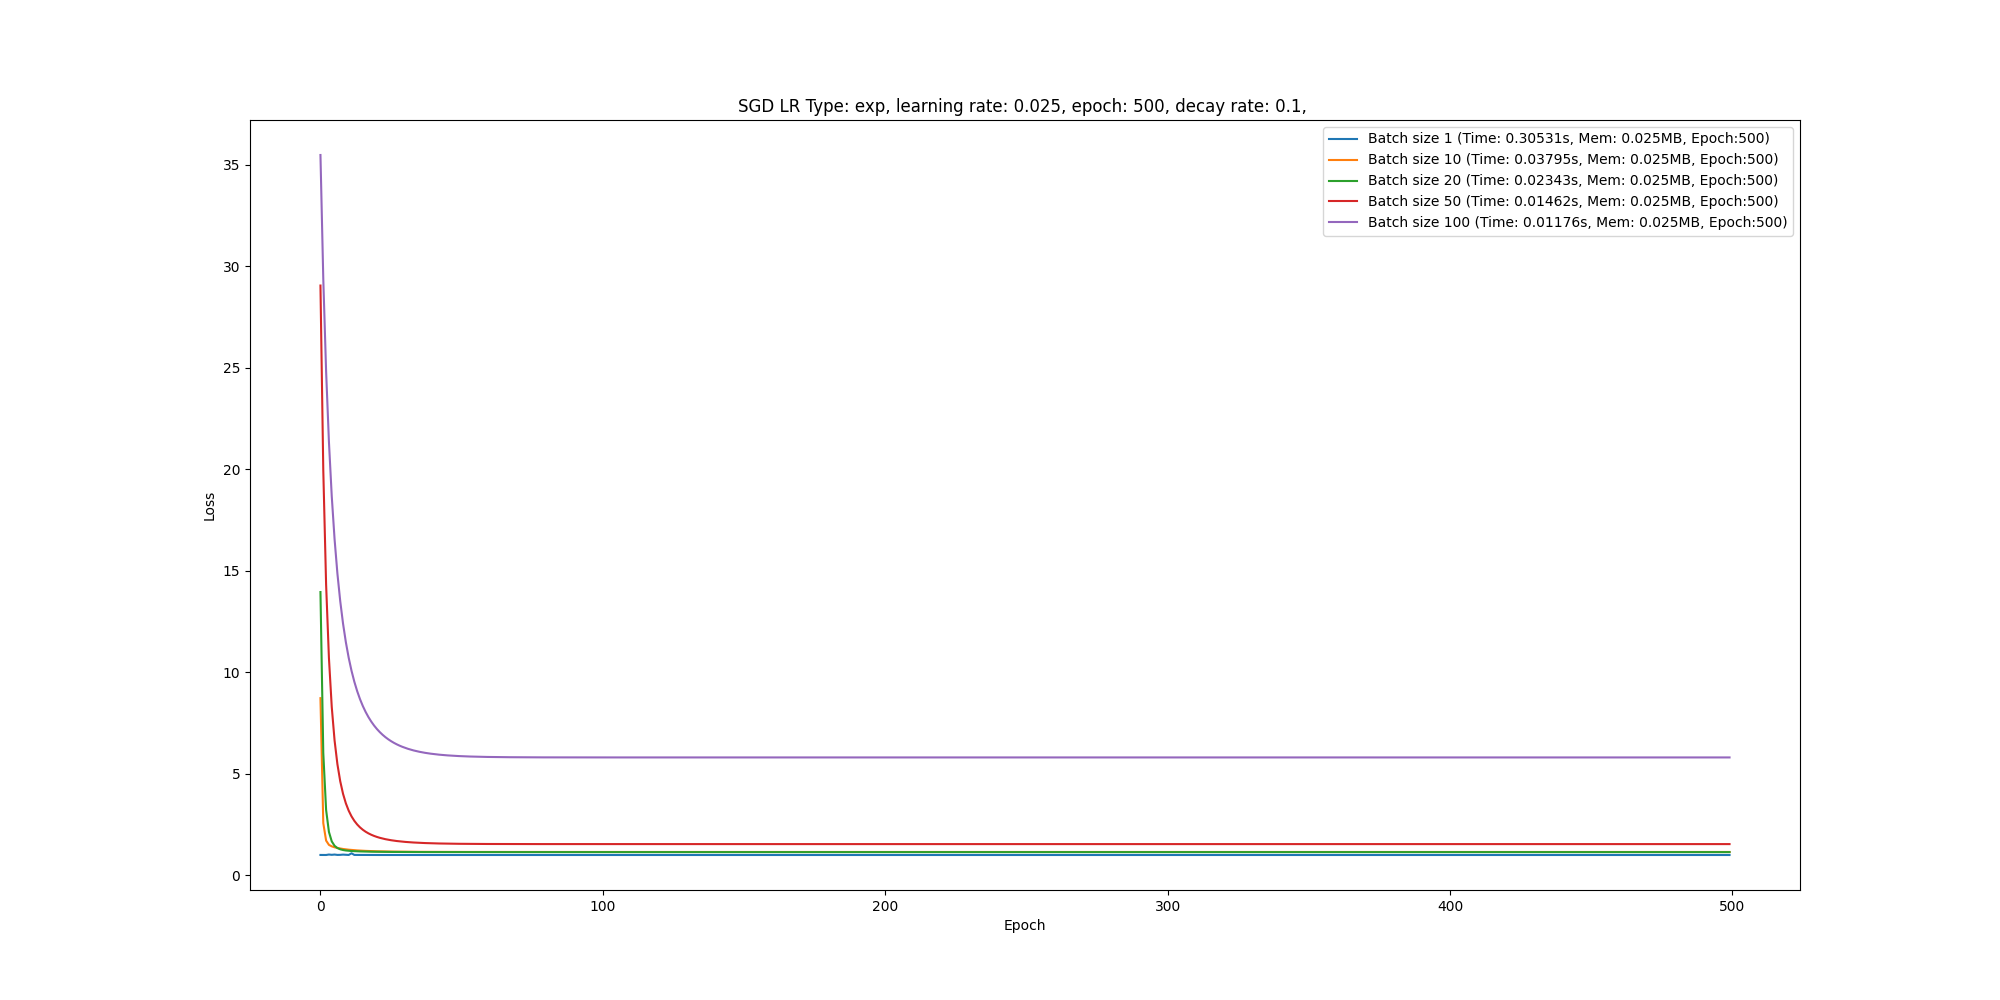 SGD LR Type: exp, learning rate: 0.025, epoch: 500, decay rate: 0.1,
Batch size 1 (Time: 0.30531s, Mem: 0.025MB, Epoch:500)
Batch size 10 (Time: 0.03795s, Mem: 0.025MB, Epoch:500)
Batch size 20 (Time: 0.02343s, Mem: 0.025MB, Epoch:500)
Batch size 50 (Time: 0.01462s, Mem: 0.025MB, Epoch:500)
Batch size 100 (Time: 0.01176s, Mem: 0.025MB, Epoch:500)
35
30
25
20
15
10
5
0
Loss
0 100 200 300 400 500
Epoch